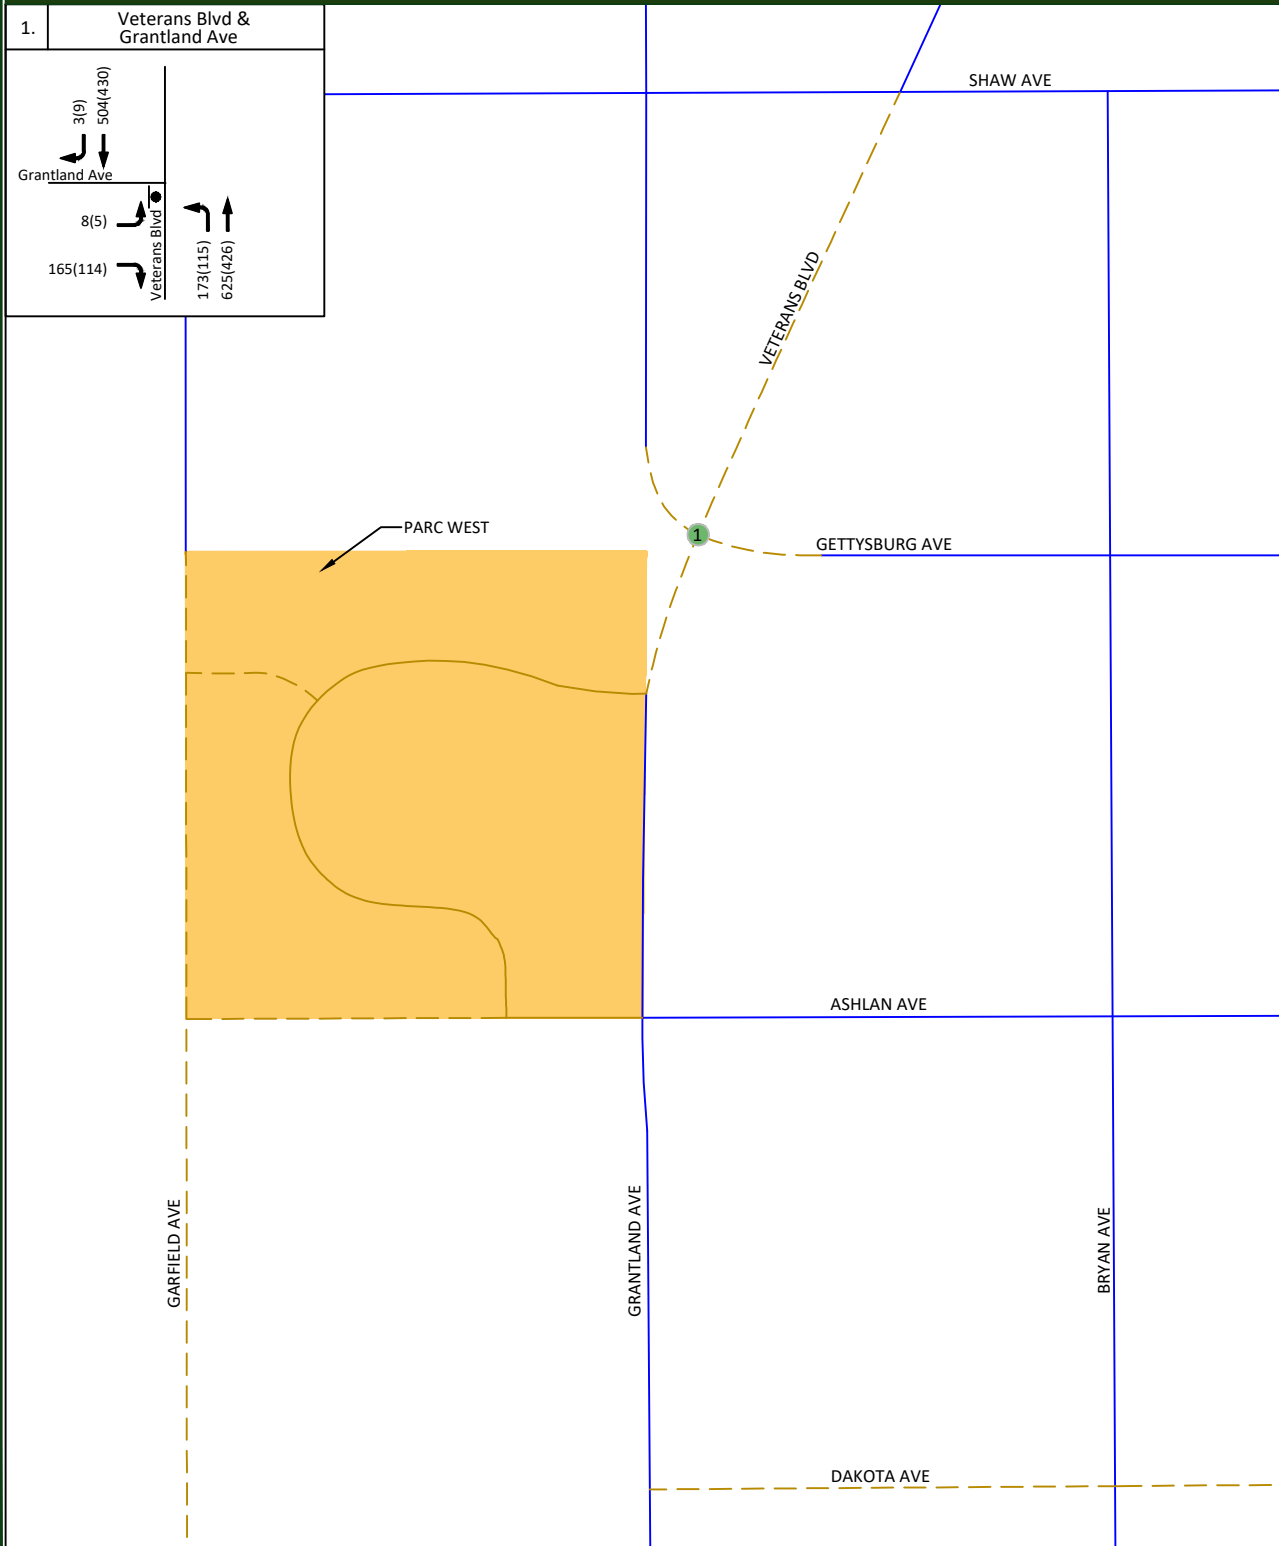 1.
Veterans Blvd &
Grantland Ave
3(9)
504(430)
Grantland Ave
8(5)
165(114)
Veterans Blvd
173(115)
625(426)
SHAW AVE
VETERANS BLVD
PARC WEST
1
GETTYSBURG AVE
ASHLAN AVE
GARFIELD AVE
GRANTLAND AVE
BRYAN AVE
DAKOTA AVE